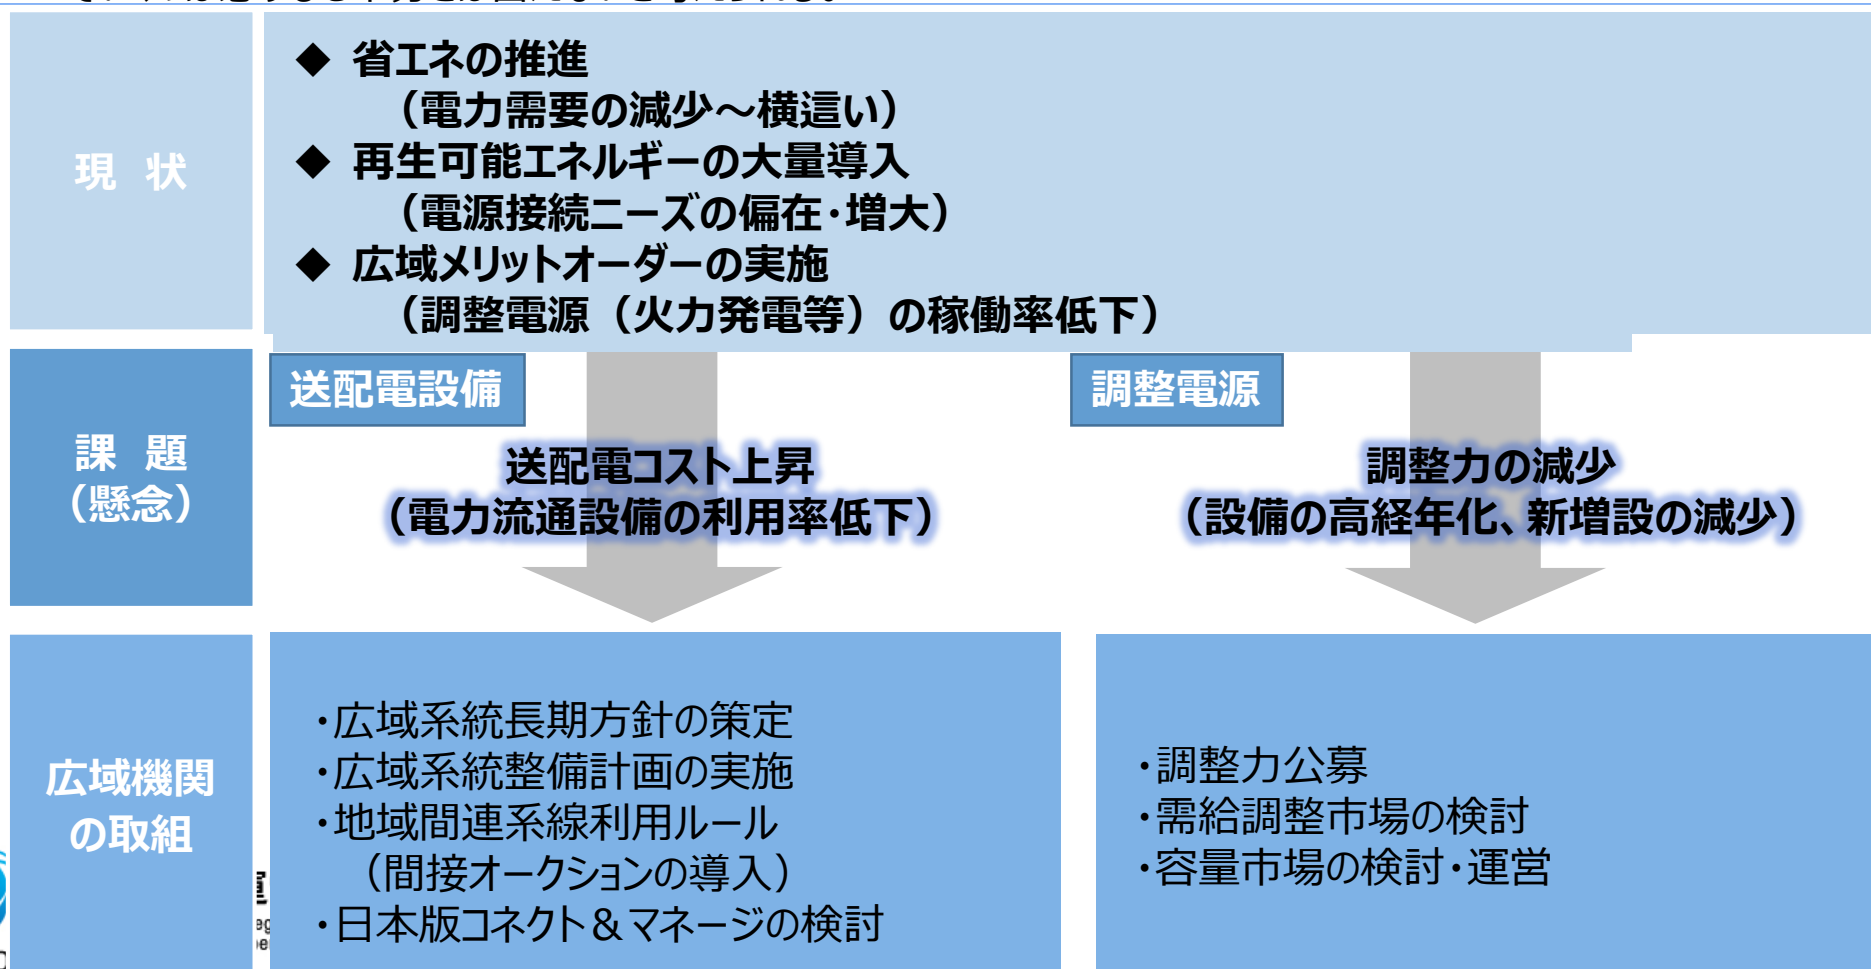 現 状
◆ 省エネの推進
（電力需要の減少～横這い）
◆ 再生可能エネルギーの大量導入
（電源接続ニーズの偏在・増大）
◆ 広域メリットオーダーの実施
（調整電源（火力発電等）の稼働率低下）
課 題
（懸念）
送配電設備
送配電コスト上昇
（電力流通設備の利用率低下）
調整電源
調整力の減少
（設備の高経年化、新増設の減少）
広域機関
の取組
・広域系統長期方針の策定
・広域系統整備計画の実施
・地域間連系線利用ルール
（間接オークションの導入）
・日本版コネクト＆マネージの検討
・調整力公募
・需給調整市場の検討
・容量市場の検討・運営